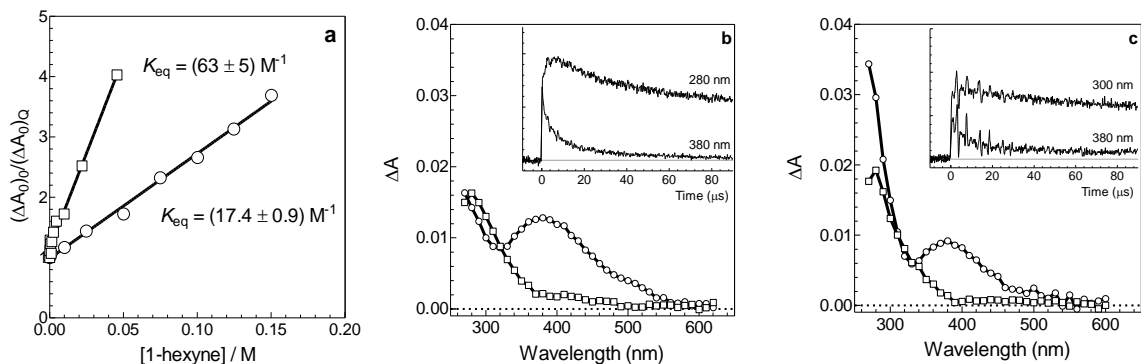 a
5
4
3
2
1
0
(ΔA₀)₀/(ΔA₀)Q
Keq = (63 ± 5) M⁻¹
Keq = (17.4 ± 0.9) M⁻¹
0.00 0.05 0.10 0.15 0.20
[1-hexyne] / M
b
0.04
0.03
0.02
0.01
0.00
ΔA
280 nm
380 nm
0 20 40 60 80
Time (μs)
300 400 500 600
Wavelength (nm)
c
0.04
0.03
0.02
0.01
0.00
ΔA
300 nm
380 nm
0 20 40 60 80
Time (μs)
300 400 500 600
Wavelength (nm)